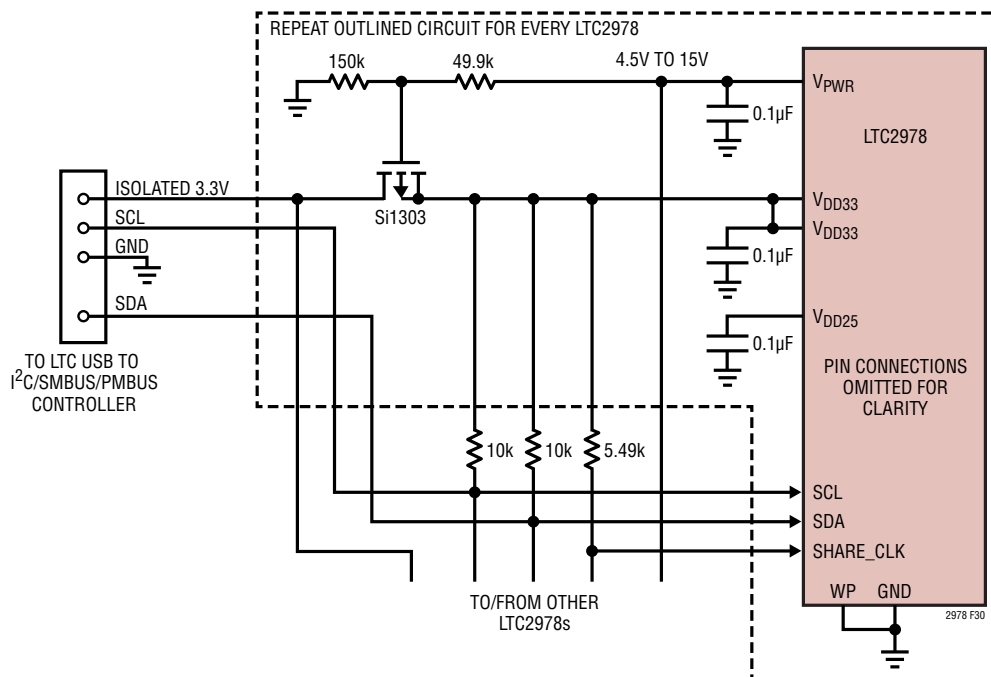 REPEAT OUTLINED CIRCUIT FOR EVERY LTC2978
150k
49.9k
4.5V TO 15V
VPWR
0.1µF
LTC2978
ISOLATED 3.3V
Si1303
VDD33
SCL
VDD33
GND
0.1µF
SDA
VDD25
0.1µF
TO LTC USB TO
I2C/SMBUS/PMBUS
CONTROLLER
PIN CONNECTIONS
OMITTED FOR
CLARITY
10k
10k
5.49k
SCL
SDA
SHARE_CLK
TO/FROM OTHER
LTC2978s
WP
GND
2978 F30